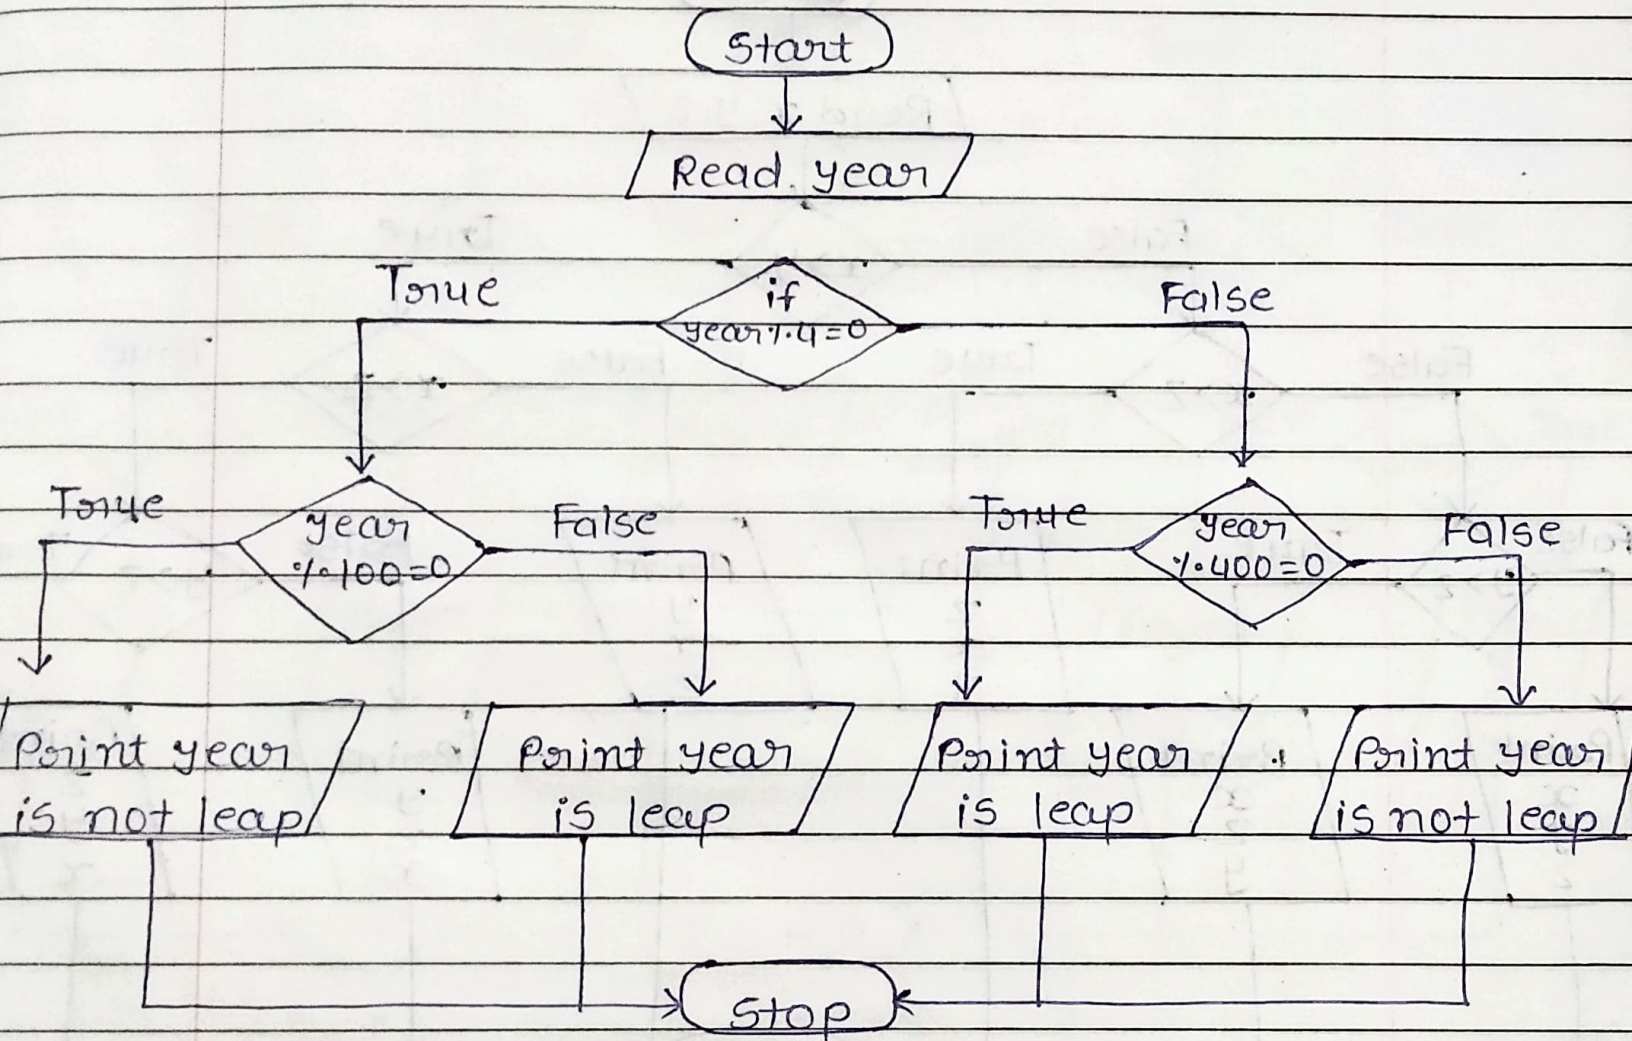 Start
Read year
if
year%4=0
True
False
year
%100=0
True
False
year
%400=0
True
False
Print year
is not leap
Print year
is leap
Print year
is leap
Print year
is not leap
Stop